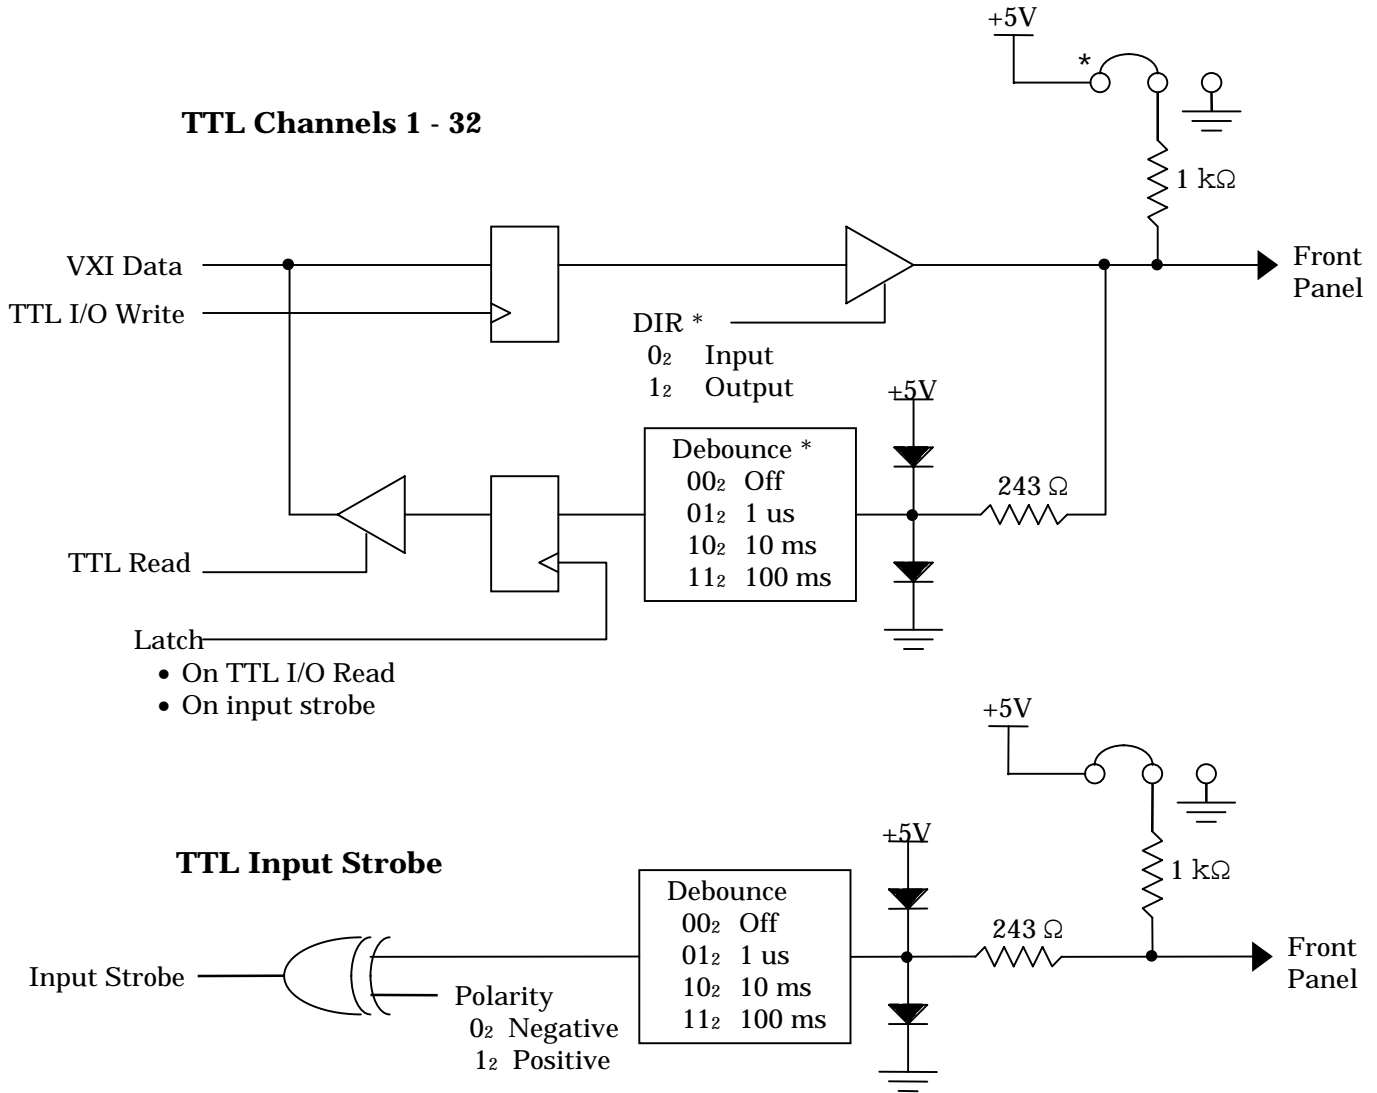 +5V
*
TTL Channels 1 - 32
1 kΩ
VXI Data
Front
Panel
TTL I/O Write
DIR *
0₂ Input
1₂ Output
+5V
Debounce *
00₂ Off
01₂ 1 us
10₂ 10 ms
11₂ 100 ms
243 Ω
TTL Read
Latch
• On TTL I/O Read
• On input strobe
+5V
+5V
TTL Input Strobe
1 kΩ
Debounce
00₂ Off
01₂ 1 us
10₂ 10 ms
11₂ 100 ms
243 Ω
Front
Panel
Input Strobe
Polarity
0₂ Negative
1₂ Positive